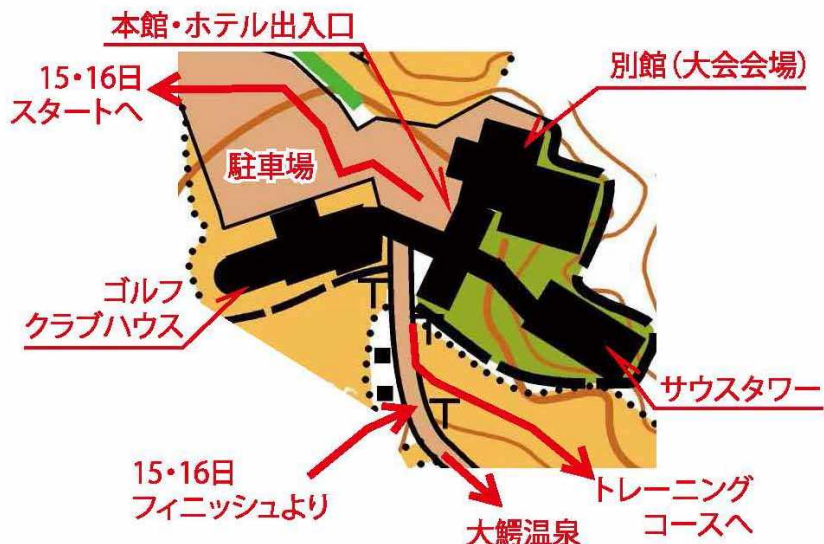 本館・ホテル出入口
15・16日
スタートへ
別館(大会会場)
駐車場
ゴルフ
クラブハウス
サウスタワー
15・16日
フィニッシュより
トレーニング
コースへ
大鰐温泉